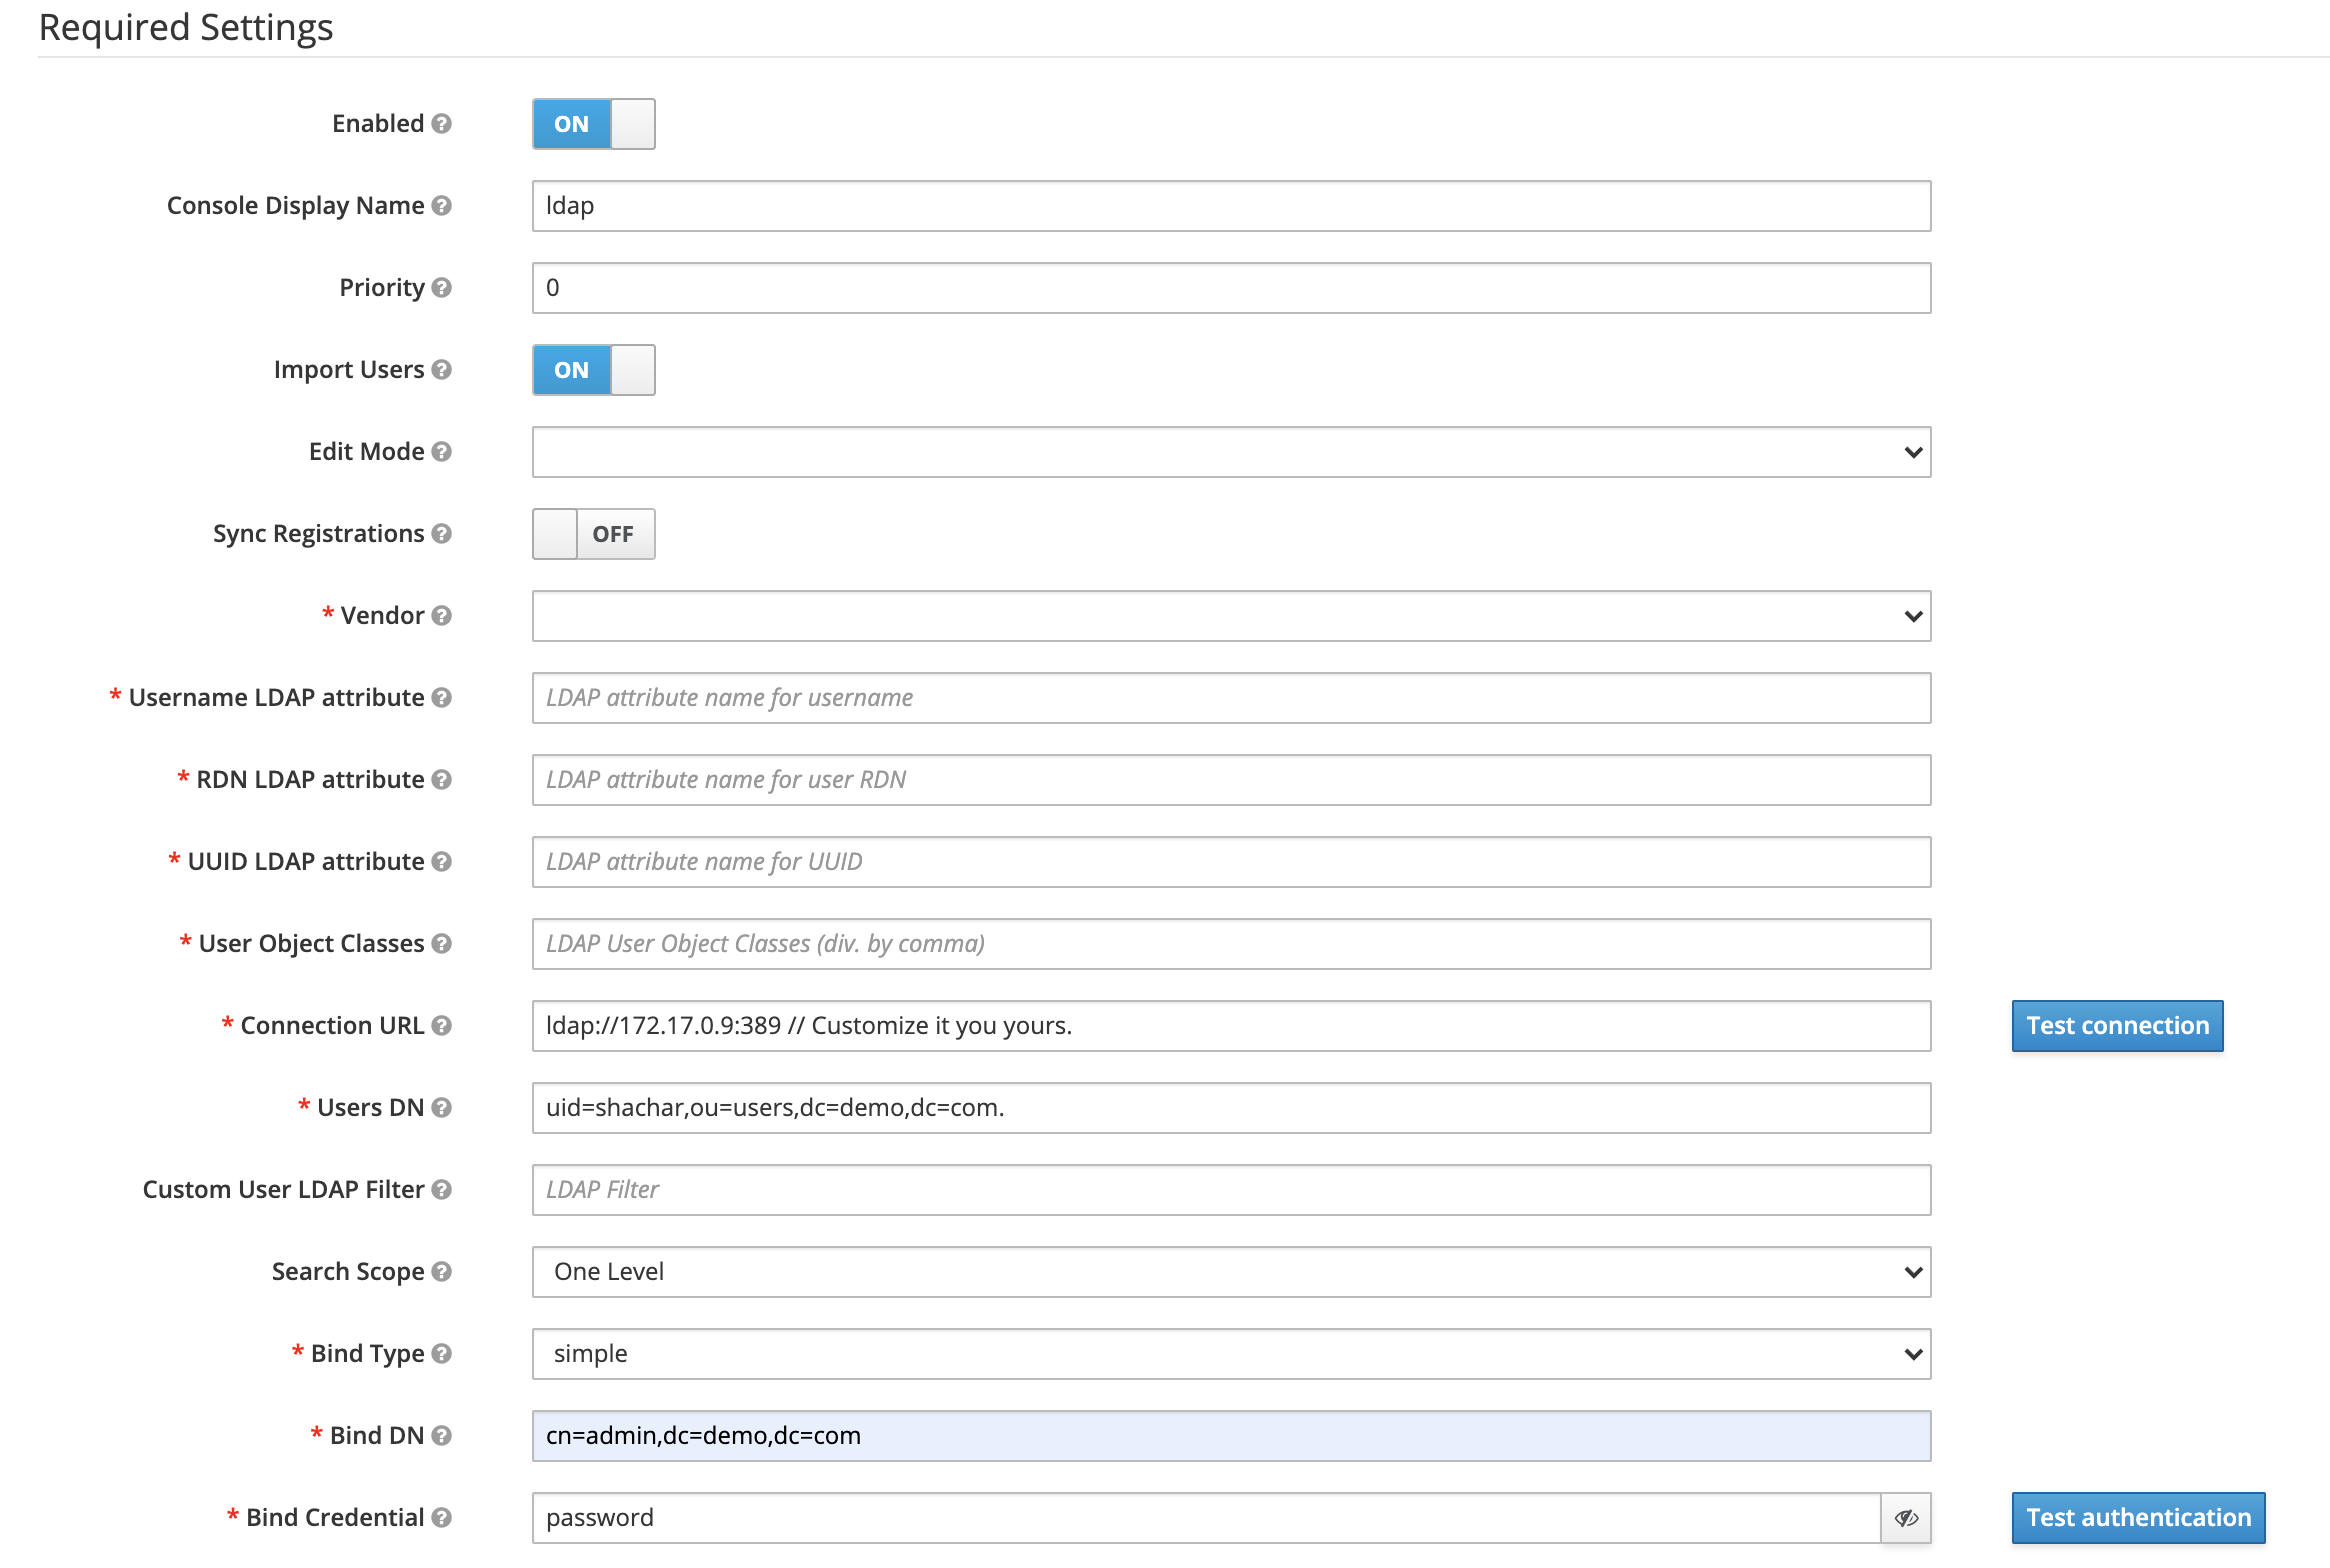 Required Settings
Enabled
ON
Console Display Name
ldap
Priority
0
Import Users
ON
Edit Mode
Sync Registrations
OFF
* Vendor
* Username LDAP attribute
LDAP attribute name for username
* RDN LDAP attribute
LDAP attribute name for user RDN
* UUID LDAP attribute
LDAP attribute name for UUID
* User Object Classes
LDAP User Object Classes (div. by comma)
* Connection URL
ldap://172.17.0.9:389 // Customize it you yours.
Test connection
* Users DN
uid=shachar,ou=users,dc=demo,dc=com.
Custom User LDAP Filter
LDAP Filter
Search Scope
One Level
* Bind Type
simple
* Bind DN
cn=admin,dc=demo,dc=com
* Bind Credential
password
Test authentication